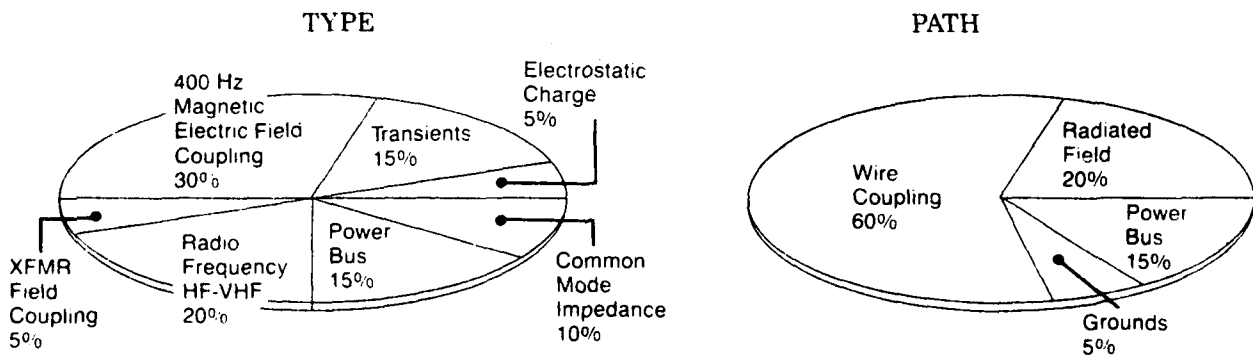 TYPE
400 Hz
Magnetic
Electric Field
Coupling
30%
Transients
15%
Electrostatic
Charge
5%
XFMR
Field
Coupling
5%
Radio
Frequency
HF-VHF
20%
Power
Bus
15%
Common
Mode
Impedance
10%
PATH
Wire
Coupling
60%
Radiated
Field
20%
Power
Bus
15%
Grounds
5%